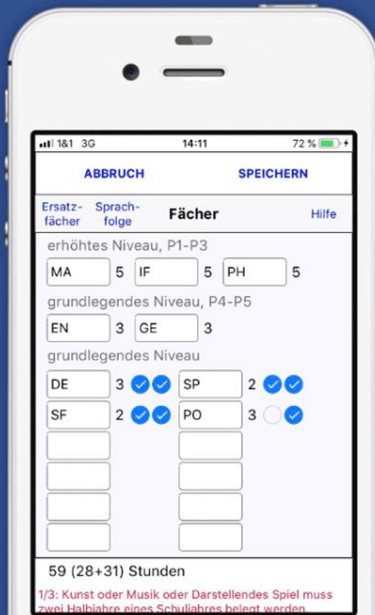 1&1 3G 14:11 72 %
ABBRUCH SPEICHERN
Ersatz- Sprach-
fächer folge Fächer Hilfe
erhöhtes Niveau, P1-P3
MA 5 IF 5 PH 5
grundlegendes Niveau, P4-P5
EN 3 GE 3
grundlegendes Niveau
DE 3 SP 2
SF 2 PO 3
59 (28+31) Stunden
1/3: Kunst oder Musik oder Darstellendes Spiel muss
zwei Halbjahre eines Schuljahres belegt werden